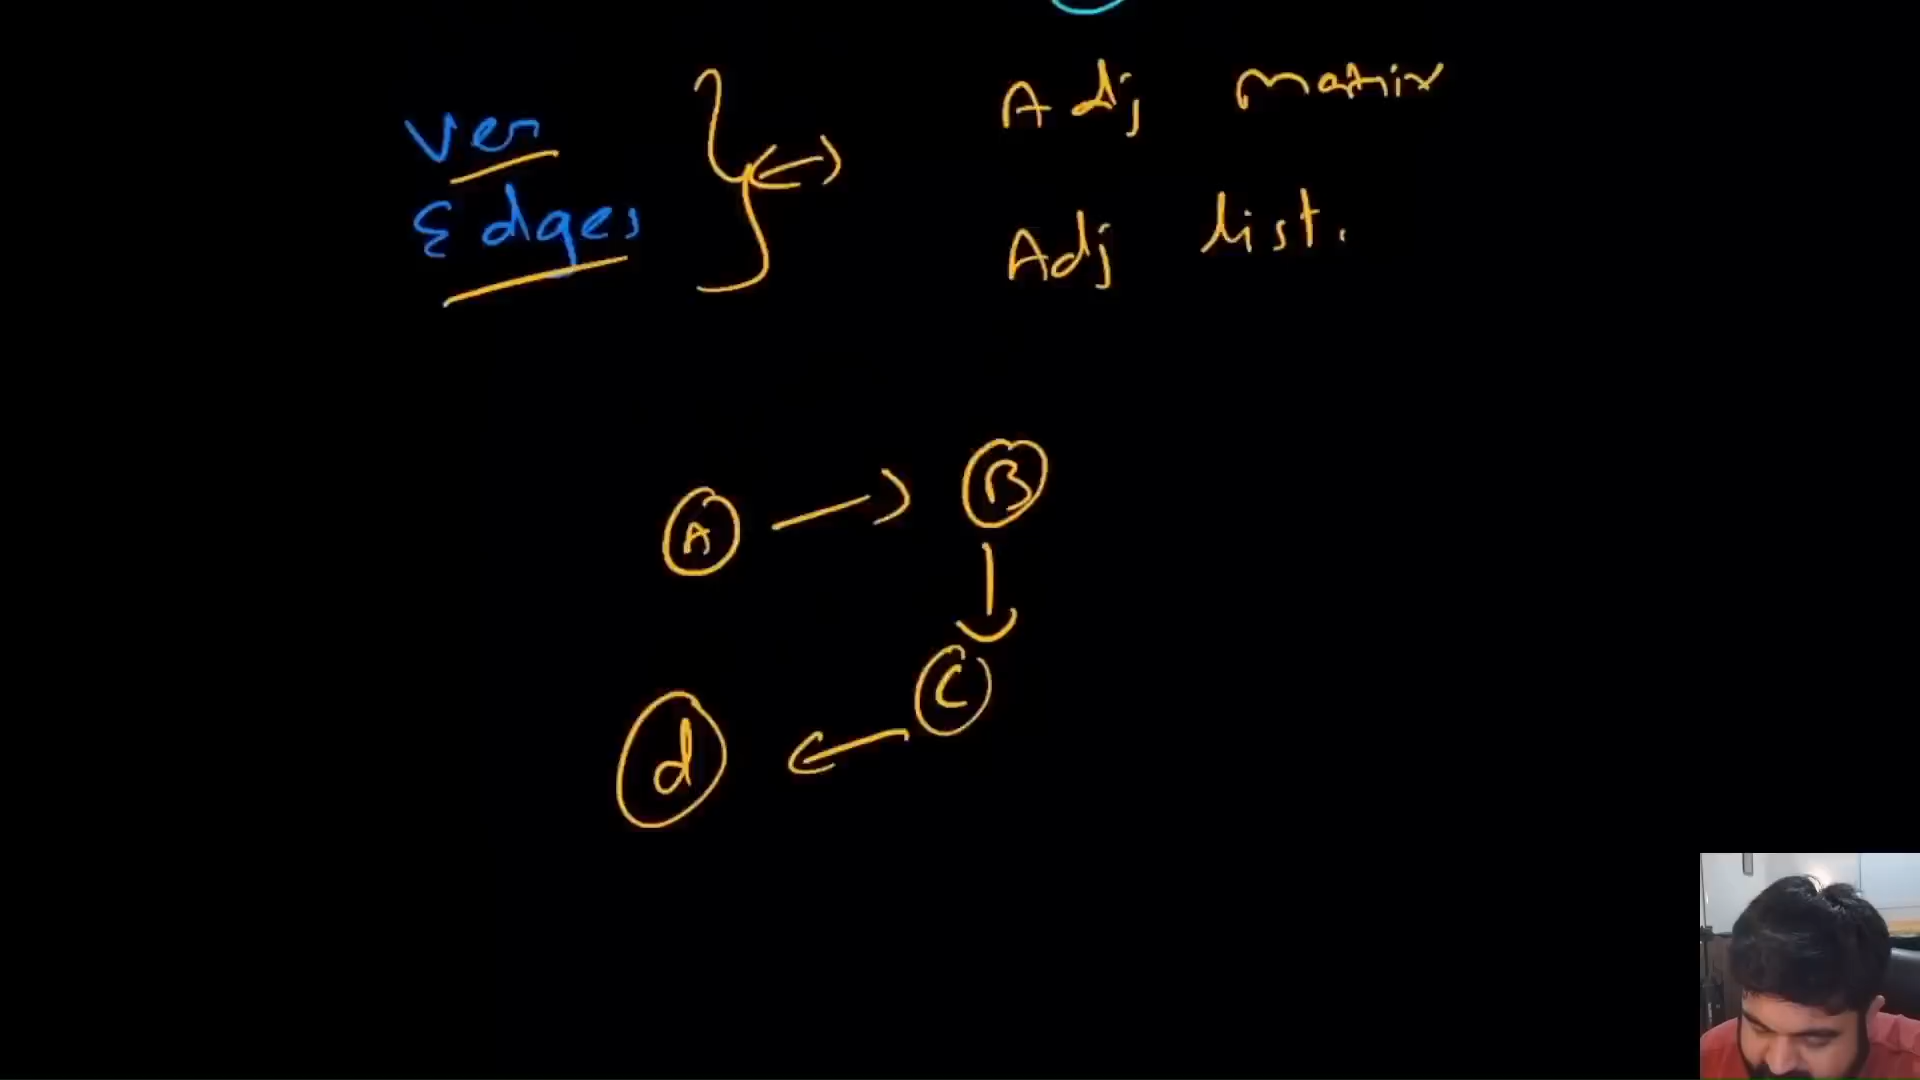 Ver
Edges
Adj matrix
Adj list.
A
B
C
d